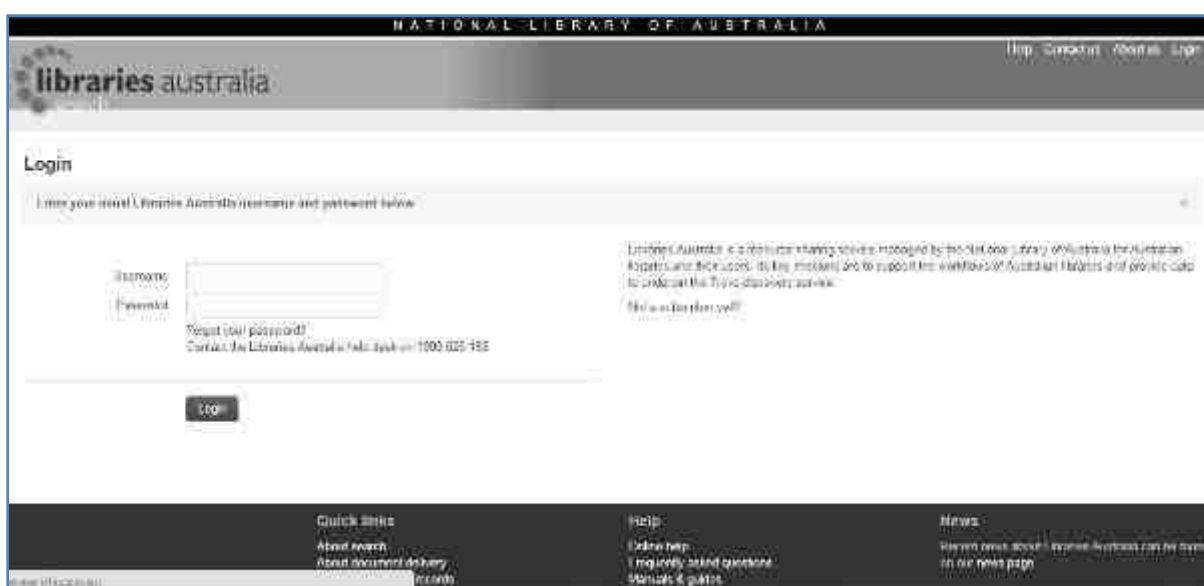 NATIONAL LIBRARY OF AUSTRALIA
Help Contact us About us Login
libraries australia
Login
Enter your usual Libraries Australia username and password below
Username
Password
Forgot your password?
Contact the Libraries Australia help desk on 1800 026 155
Login
Libraries Australia is a resource sharing service managed by the National Library of Australia for Australian
libraries and their users. Its key missions are to support the workflows of Australian libraries and provide data
to underpin the Trove discovery service.
Not a subscriber yet?
Quick links
About search
About document delivery
records
Help
Online help
Frequently asked questions
Manuals & guides
News
Recent news about Libraries Australia can be found
on our news page